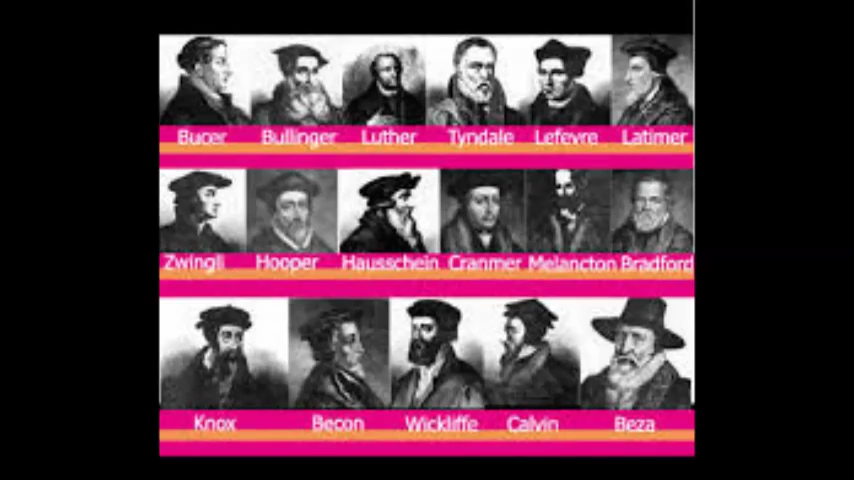 Bucer Bullinger Luther Tyndale Lefevre Latimer
Zwingli Hooper Hausschein Cranmer Melancton Bradford
Knox Becon Wickliffe Calvin Beza